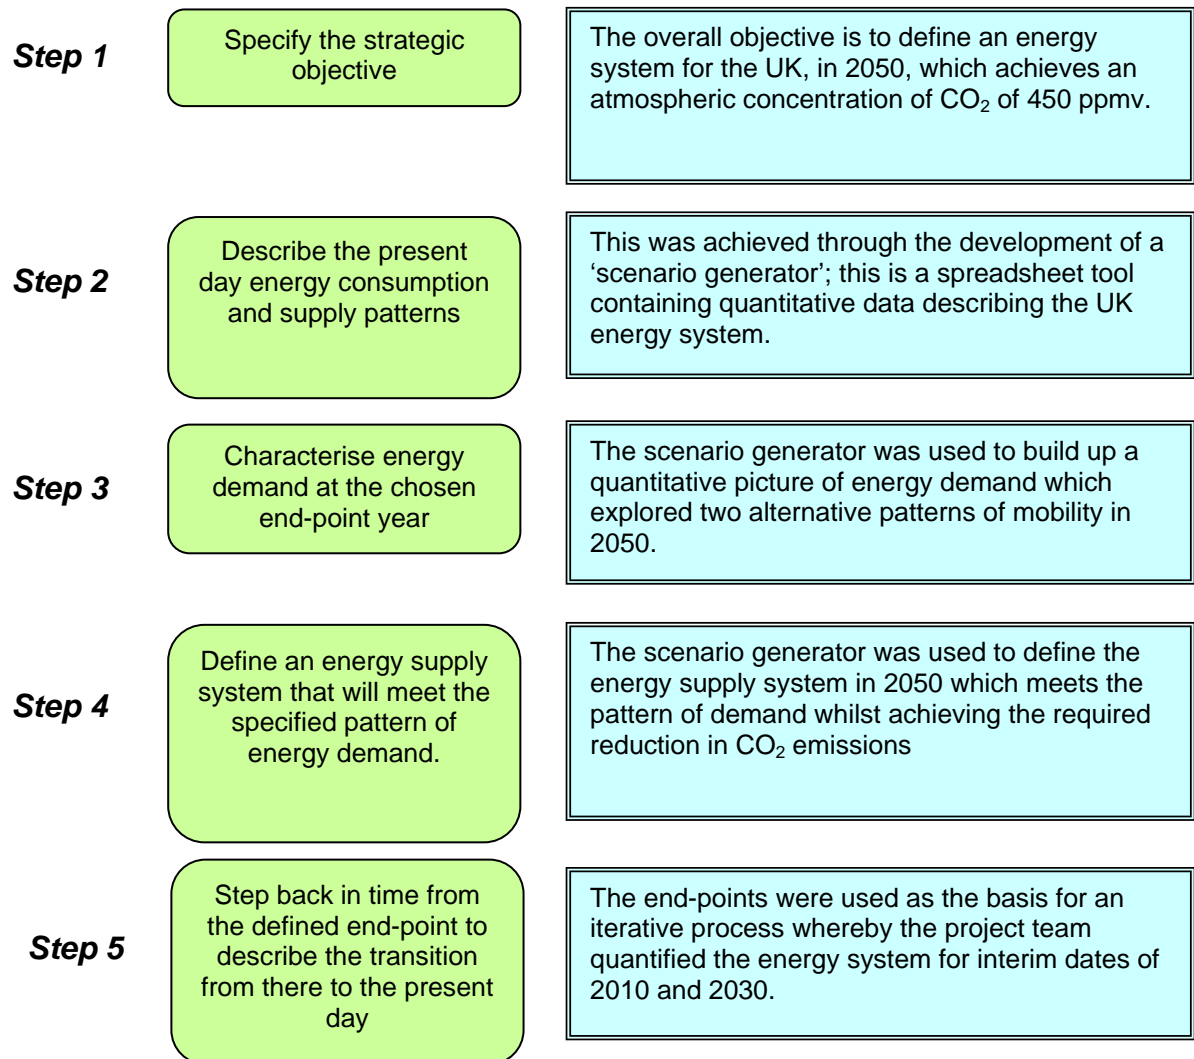 Step 1
Specify the strategic
objective
The overall objective is to define an energy
system for the UK, in 2050, which achieves an
atmospheric concentration of CO₂ of 450 ppmv.
Step 2
Describe the present
day energy consumption
and supply patterns
This was achieved through the development of a
‘scenario generator’; this is a spreadsheet tool
containing quantitative data describing the UK
energy system.
Step 3
Characterise energy
demand at the chosen
end-point year
The scenario generator was used to build up a
quantitative picture of energy demand which
explored two alternative patterns of mobility in
2050.
Step 4
Define an energy supply
system that will meet the
specified pattern of
energy demand.
The scenario generator was used to define the
energy supply system in 2050 which meets the
pattern of demand whilst achieving the required
reduction in CO₂ emissions
Step 5
Step back in time from
the defined end-point to
describe the transition
from there to the present
day
The end-points were used as the basis for an
iterative process whereby the project team
quantified the energy system for interim dates of
2010 and 2030.